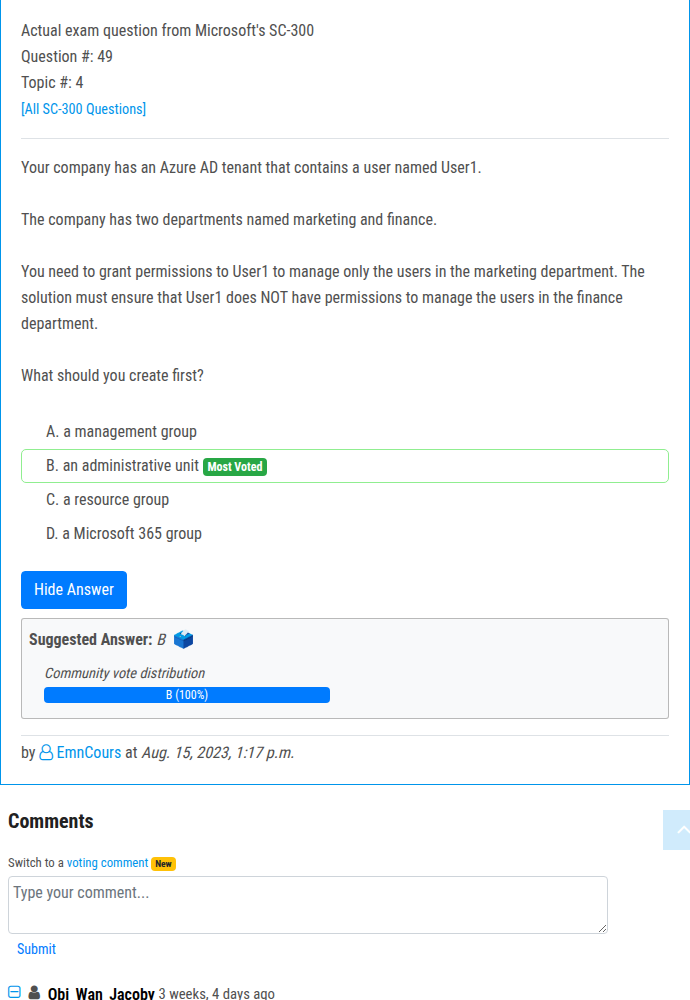 Actual exam question from Microsoft's SC-300
Question #: 49
Topic #: 4
[All SC-300 Questions]
Your company has an Azure AD tenant that contains a user named User1.
The company has two departments named marketing and finance.
You need to grant permissions to User1 to manage only the users in the marketing department. The
solution must ensure that User1 does NOT have permissions to manage the users in the finance
department.
What should you create first?
A. a management group
B. an administrative unit Most Voted
C. a resource group
D. a Microsoft 365 group
Hide Answer
Suggested Answer: B
Community vote distribution
B (100%)
by EmnCours at Aug. 15, 2023, 1:17 p.m.
Comments
Switch to a voting comment New
Type your comment...
Submit
Obi_Wan_Jacoby 3 weeks, 4 days ago